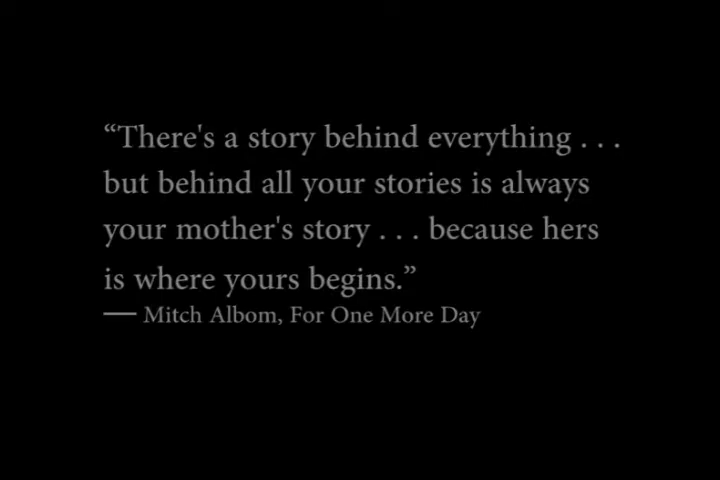 “There's a story behind everything . . .
but behind all your stories is always
your mother's story . . . because hers
is where yours begins.”
— Mitch Albom, For One More Day